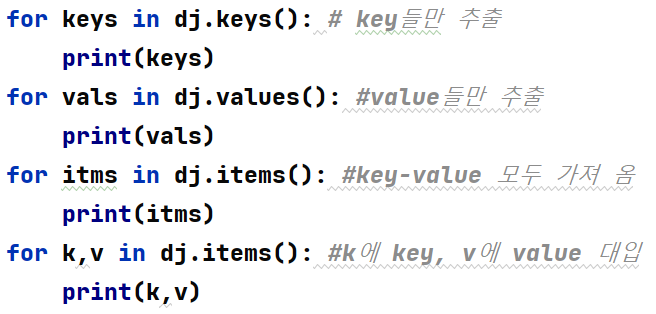 for keys in dj.keys(): # key들만 추출
    print(keys)
for vals in dj.values(): #value들만 추출
    print(vals)
for itms in dj.items(): #key-value 모두 가져 옴
    print(itms)
for k,v in dj.items(): #k에 key, v에 value 대입
    print(k,v)